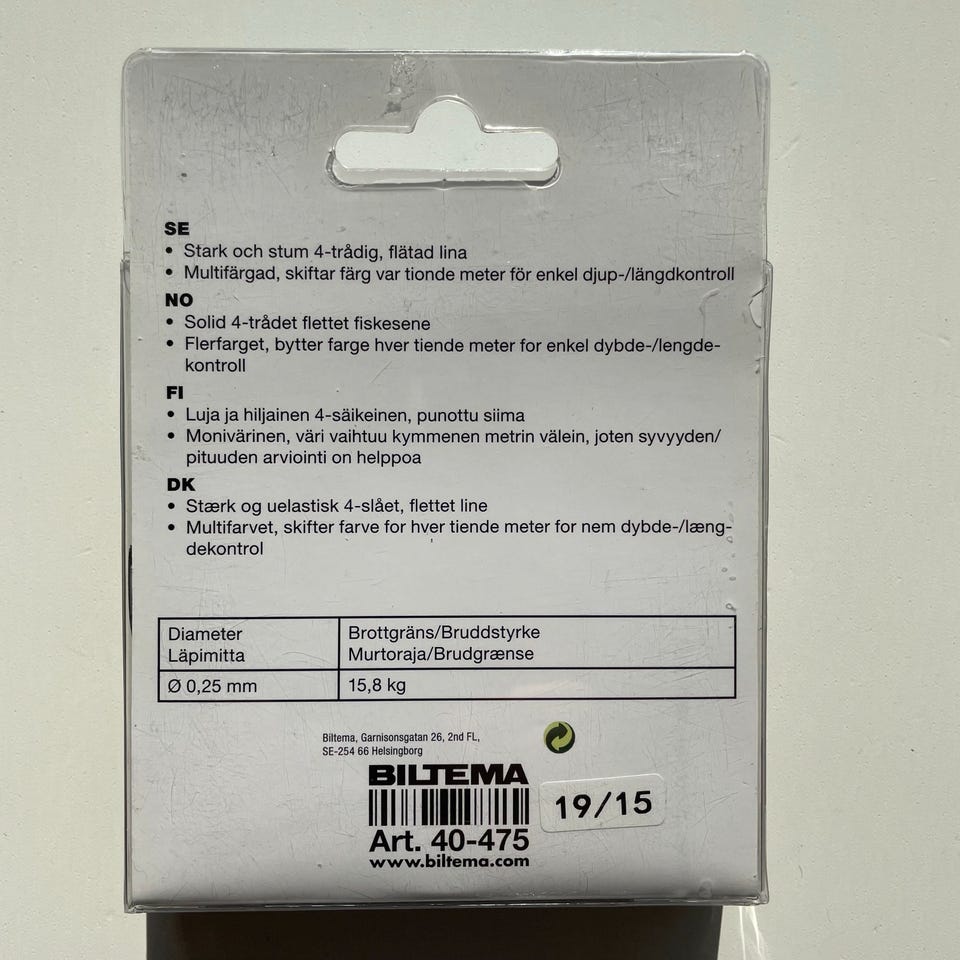 SE
• Stark och stum 4-trådig, flätad lina
• Multifärgad, skiftar färg var tionde meter för enkel djup-/längdkontroll
NO
• Solid 4-trådet flettet fiskesene
• Flerfarget, bytter farge hver tiende meter for enkel dybde-/lengde-
kontroll
FI
• Luja ja hiljainen 4-säikeinen, punottu siima
• Monivärinen, väri vaihtuu kymmenen metrin välein, joten syvyyden/
pituuden arviointi on helppoa
DK
• Stærk og uelastisk 4-slået, flettet line
• Multifarvet, skifter farve for hver tiende meter for nem dybde-/læng-
dekontrol
Diameter
Läpimitta
Brottgräns/Bruddstyrke
Murtoraja/Brudgrænse
Ø 0,25 mm
15,8 kg
Biltema, Garnisonsgatan 26, 2nd FL,
SE-254 66 Helsingborg
BILTEMA
19/15
Art. 40-475
www.biltema.com